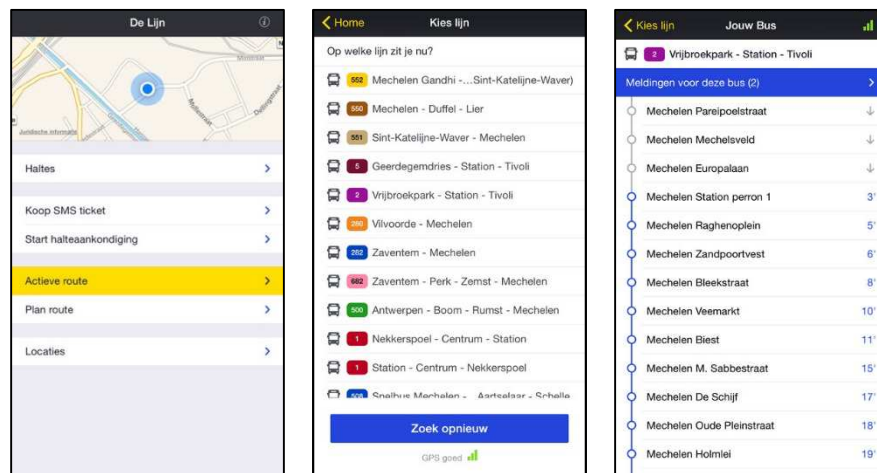 De Lijn
Juridische informatie
Haltes
Koop SMS ticket
Start halteaankondiging
Actieve route
Plan route
Locaties
Home
Kies lijn
Op welke lijn zit je nu?
552 Mechelen Gandhi -...Sint-Katelijne-Waver)
550 Mechelen - Duffel - Lier
551 Sint-Katelijne-Waver - Mechelen
5 Geerdegemdries - Station - Tivoli
2 Vrijbroekpark - Station - Tivoli
280 Vilvoorde - Mechelen
282 Zaventem - Mechelen
682 Zaventem - Perk - Zemst - Mechelen
500 Antwerpen - Boom - Rumst - Mechelen
1 Nekkerspoel - Centrum - Station
1 Station - Centrum - Nekkerspoel
508 Snelbus Mechelen - Aartselaar - Schelle
Zoek opnieuw
GPS goed
Kies lijn
Jouw Bus
2 Vrijbroekpark - Station - Tivoli
Meldingen voor deze bus (2)
Mechelen Pareipoelstraat
Mechelen Mechelsveld
Mechelen Europalaan
Mechelen Station perron 1 3'
Mechelen Raghenoplein 5'
Mechelen Zandpoortvest 6'
Mechelen Bleekstraat 8'
Mechelen Veemarkt 10'
Mechelen Biest 11'
Mechelen M. Sabbestraat 15'
Mechelen De Schijf 17'
Mechelen Oude Pleinstraat 18'
Mechelen Holmlei 19'